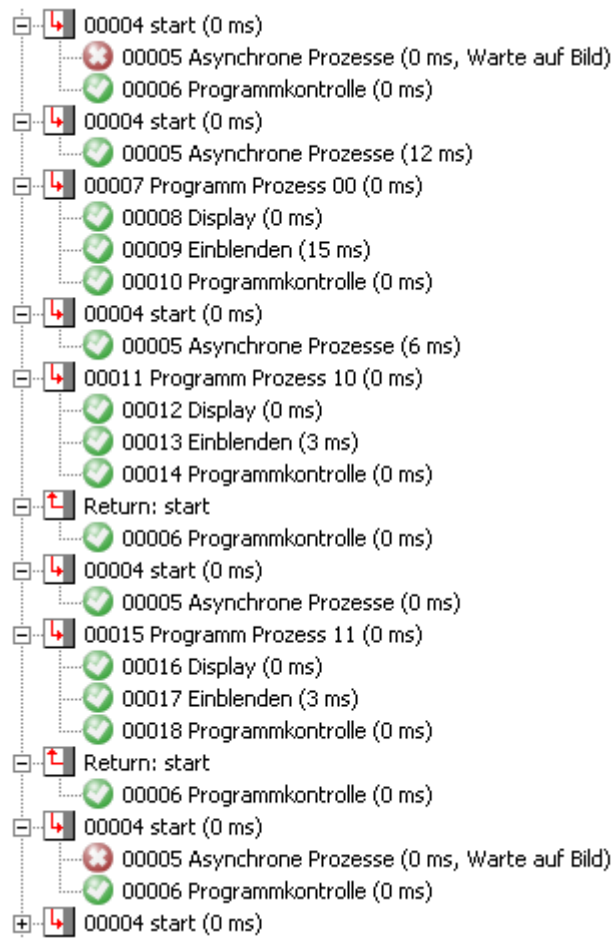 00004 start (0 ms)
00005 Asynchrone Prozesse (0 ms, Warte auf Bild)
00006 Programmkontrolle (0 ms)
00004 start (0 ms)
00005 Asynchrone Prozesse (12 ms)
00007 Programm Prozess 00 (0 ms)
00008 Display (0 ms)
00009 Einblenden (15 ms)
00010 Programmkontrolle (0 ms)
00004 start (0 ms)
00005 Asynchrone Prozesse (6 ms)
00011 Programm Prozess 10 (0 ms)
00012 Display (0 ms)
00013 Einblenden (3 ms)
00014 Programmkontrolle (0 ms)
Return: start
00006 Programmkontrolle (0 ms)
00004 start (0 ms)
00005 Asynchrone Prozesse (0 ms)
00015 Programm Prozess 11 (0 ms)
00016 Display (0 ms)
00017 Einblenden (3 ms)
00018 Programmkontrolle (0 ms)
Return: start
00006 Programmkontrolle (0 ms)
00004 start (0 ms)
00005 Asynchrone Prozesse (0 ms, Warte auf Bild)
00006 Programmkontrolle (0 ms)
00004 start (0 ms)